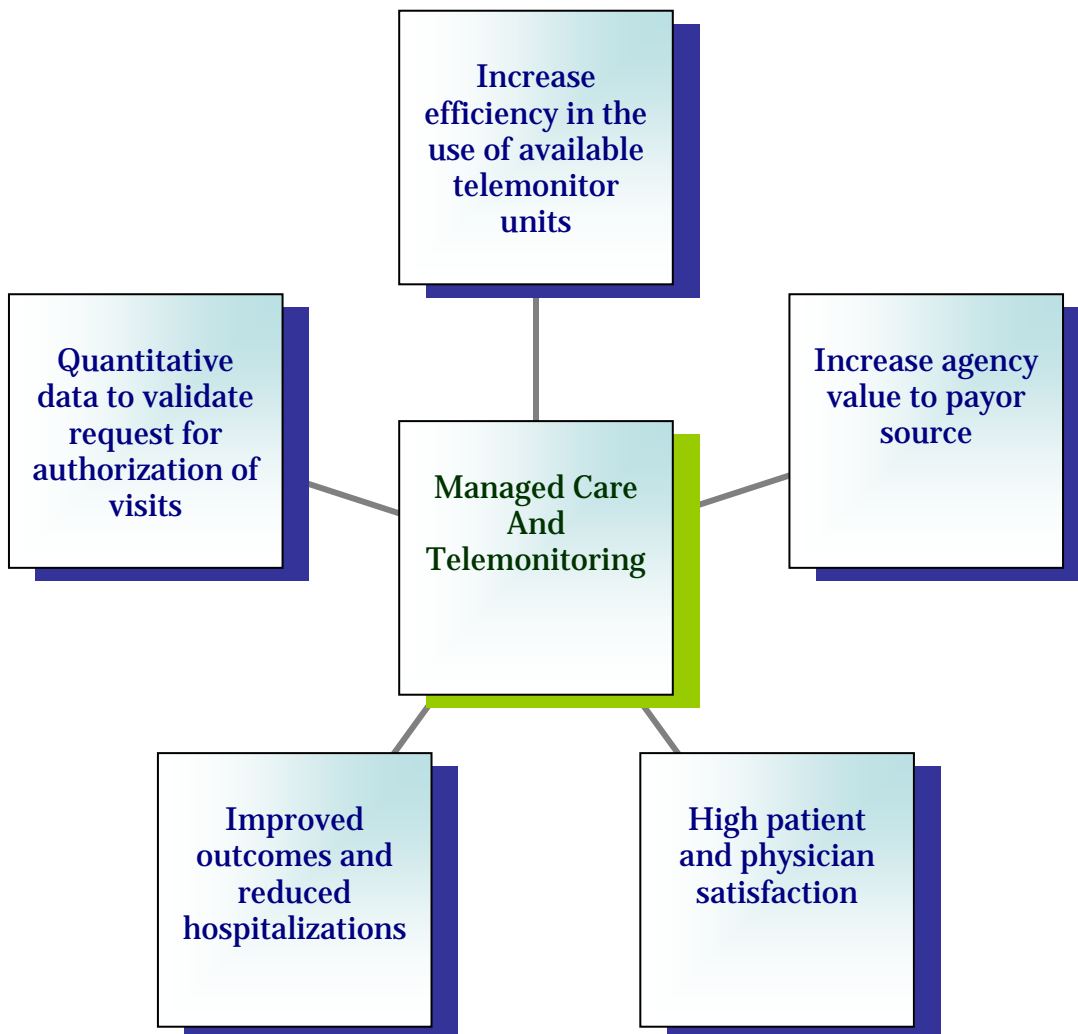 Increase
efficiency in the
use of available
telemonitor
units
Quantitative
data to validate
request for
authorization of
visits
Increase agency
value to payor
source
Managed Care
And
Telemonitoring
Improved
outcomes and
reduced
hospitalizations
High patient
and physician
satisfaction